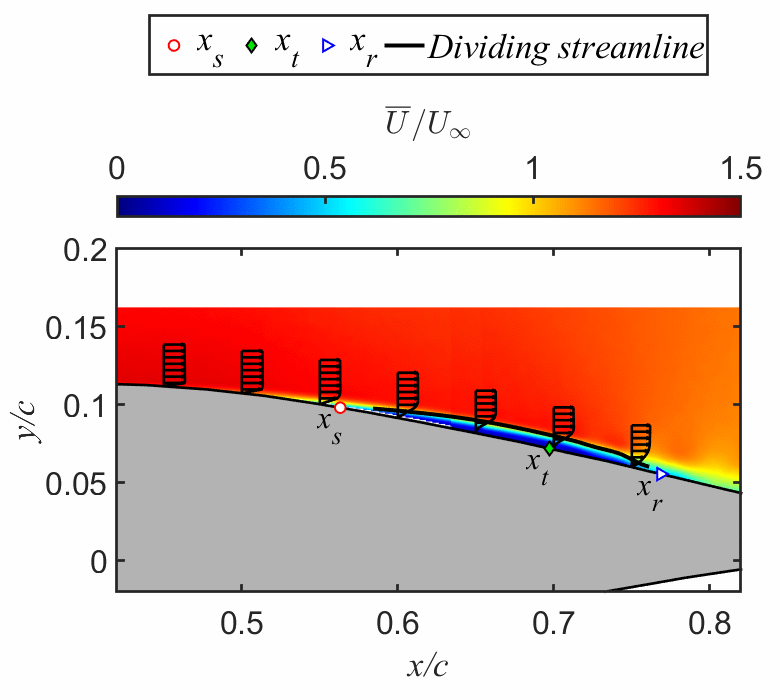 x_s x_t x_r Dividing streamline
U̅/U_∞
0 0.5 1 1.5
0.2
0.15
0.1
0.05
0
y/c
x_s
x_t
x_r
0.5 0.6 0.7 0.8
x/c